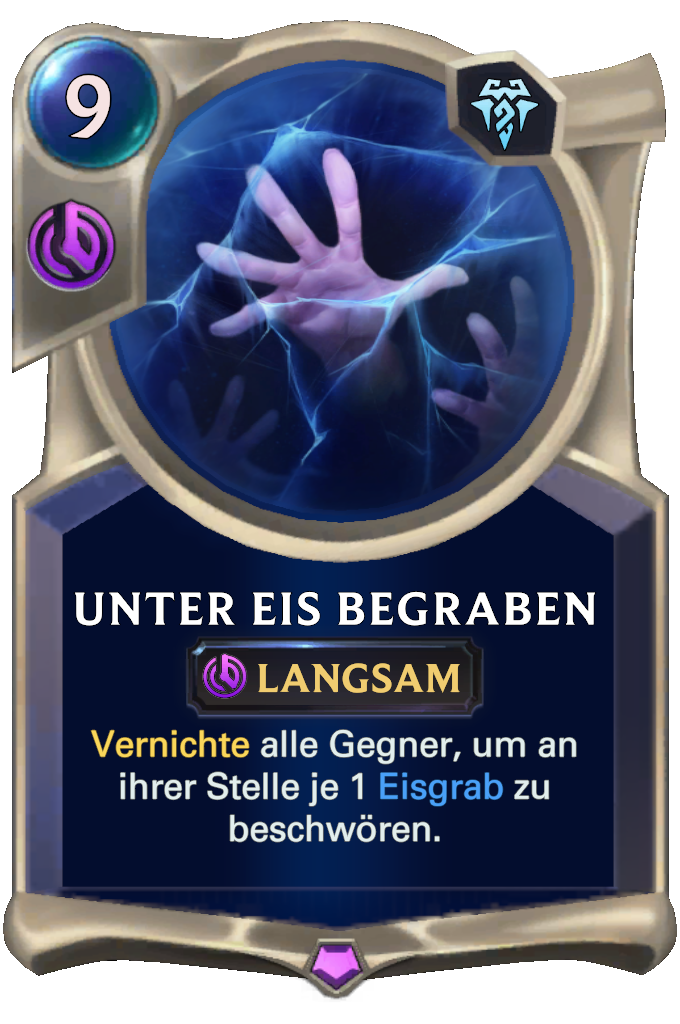 9
UNTER EIS BEGRABEN
LANGSAM
Vernichte alle Gegner, um an
ihrer Stelle je 1 Eisgrab zu
beschwören.